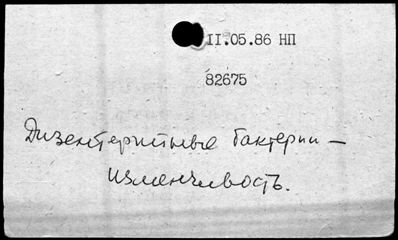 II.05.86 НП
82675
Дизентерийные бактерии –
изменчивость.